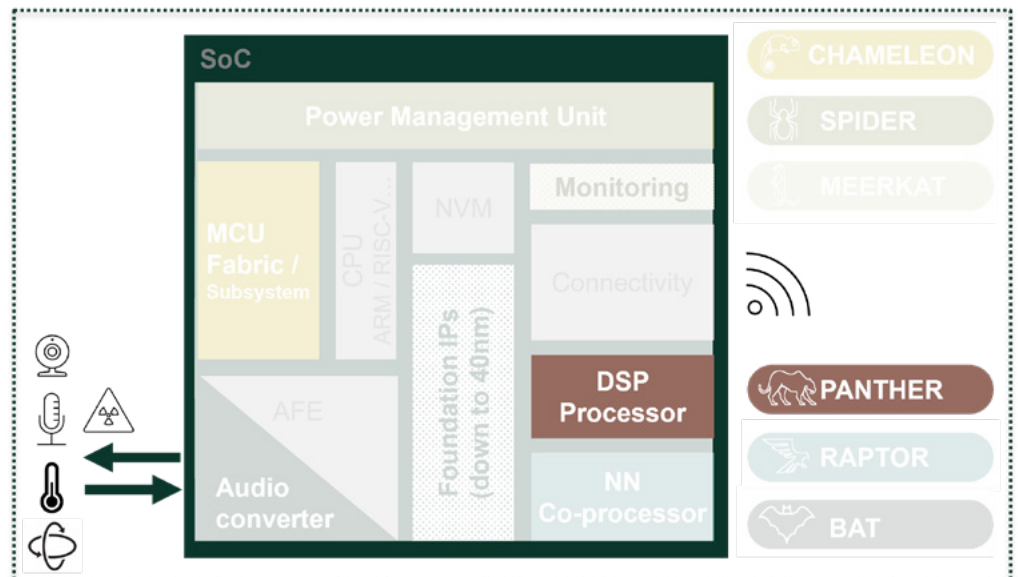 SoC
Power Management Unit
MCU
Fabric /
Subsystem
CPU
ARM / RISC-V...
NVM
Monitoring
Connectivity
Foundation IPs
(down to 40nm)
DSP
Processor
AFE
Audio
converter
NN
Co-processor
CHAMELEON
SPIDER
MEERKAT
PANTHER
RAPTOR
BAT